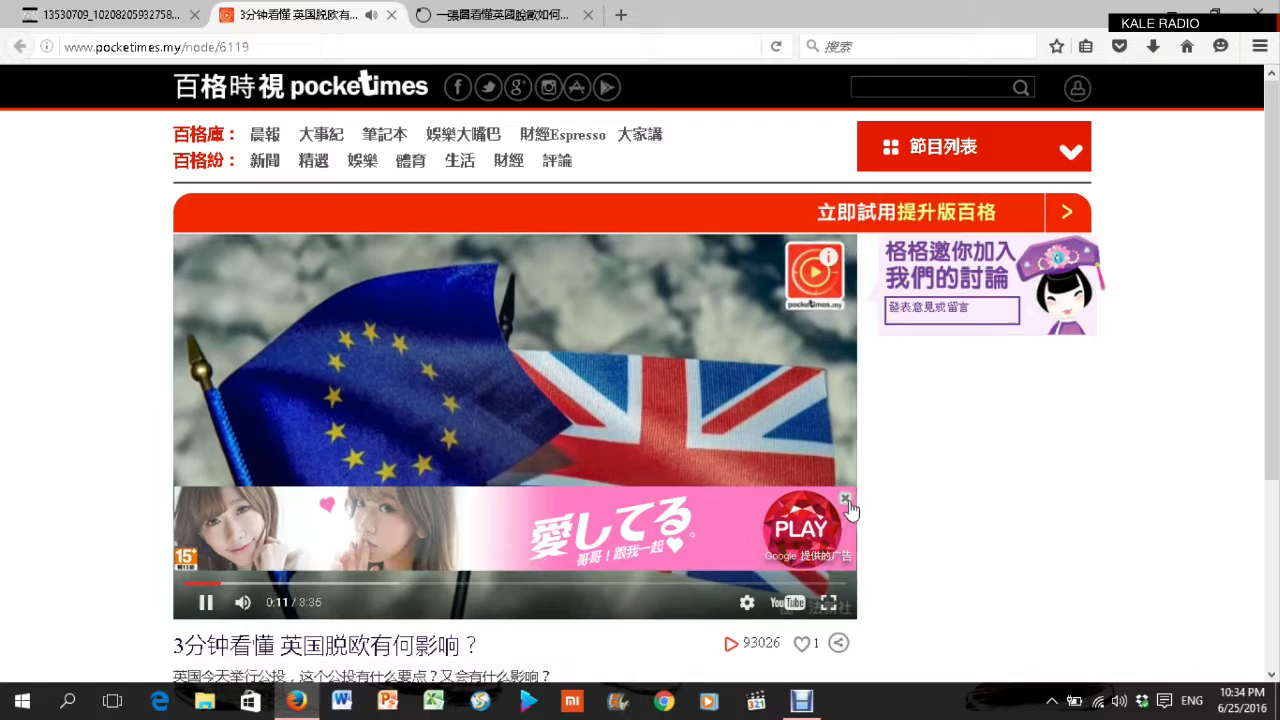 13530709_10208205932758...
3分钟看懂 英国脱欧有...
一張圖看懂英國脫歐如何...
KALE RADIO
www.pocketimes.my/node/6119
搜索
百格時視 pocketimes
百格庫： 晨報 大事紀 筆記本 娛樂大嘴巴 財經Espresso 大家講
百格紛： 新聞 精選 娛樂 體育 生活 財經 評論
節目列表
立即試用提升版百格 >
格格邀你加入
我們的討論
發表意見或留言
pocketimes.my
愛してる。
哥哥！跟我一起
PLAY
Google 提供的广告
15+
0:11 / 3:35
YouTube
3分钟看懂 英国脱欧有何影响？
93026
1
英国今天举行公投，这个公投有什么要点？又会有什么影响？
ENG
10:34 PM
6/25/2016